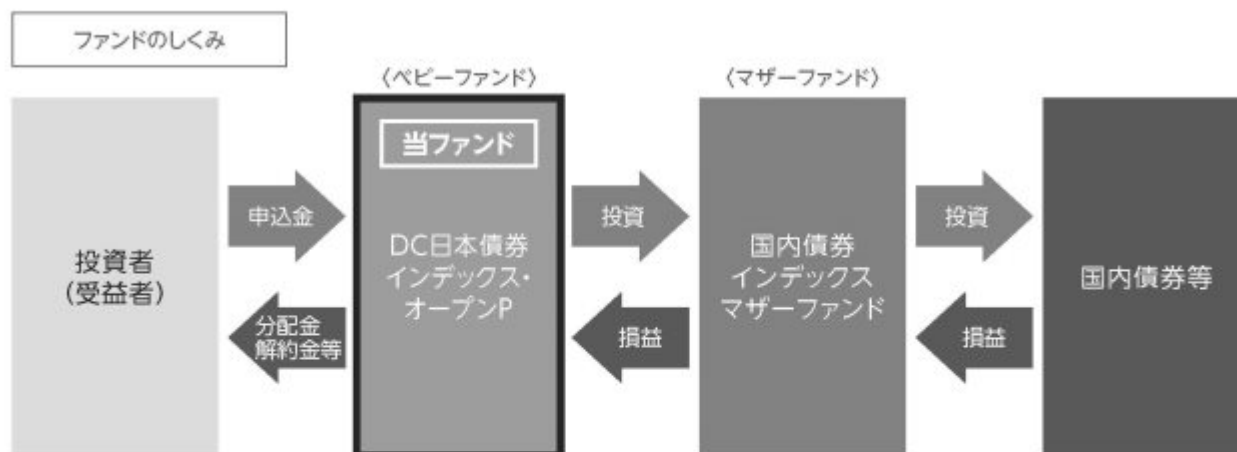 ファンドのしくみ
〈ベビーファンド〉
〈マザーファンド〉
投資者
(受益者)
申込金
分配金
解約金等
当ファンド
DC日本債券
インデックス・
オープンP
投資
損益
国内債券
インデックス
マザーファンド
投資
損益
国内債券等